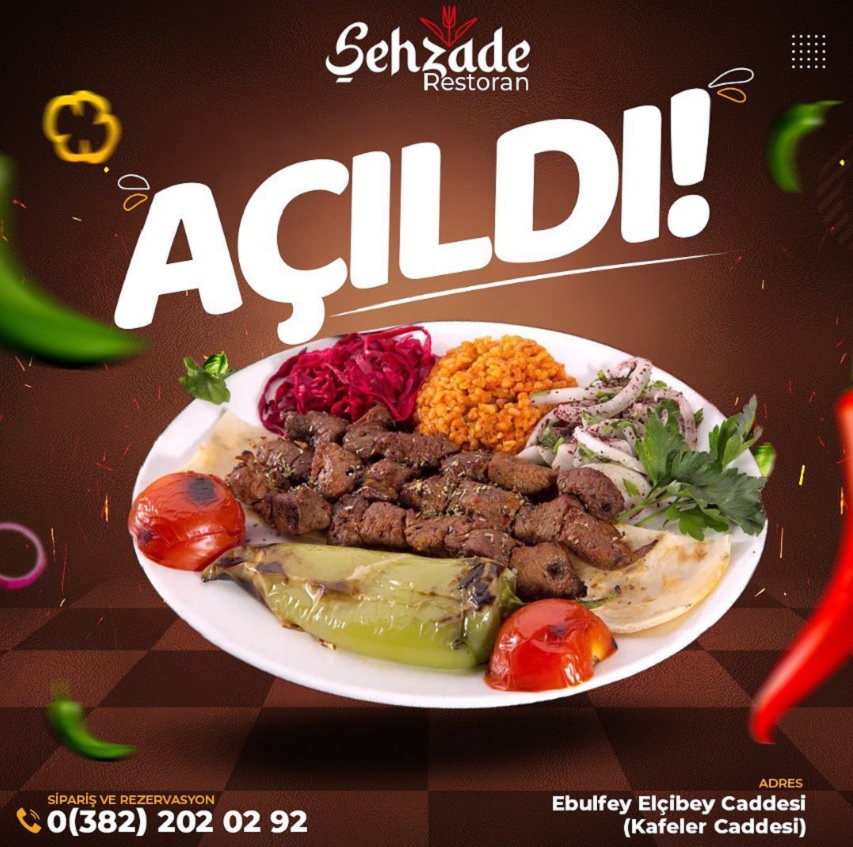 Şehzade
Restoran
AÇILDI!
SİPARİŞ VE REZERVASYON
0(382) 202 02 92
ADRES
Ebulfey Elçibey Caddesi
(Kafeler Caddesi)